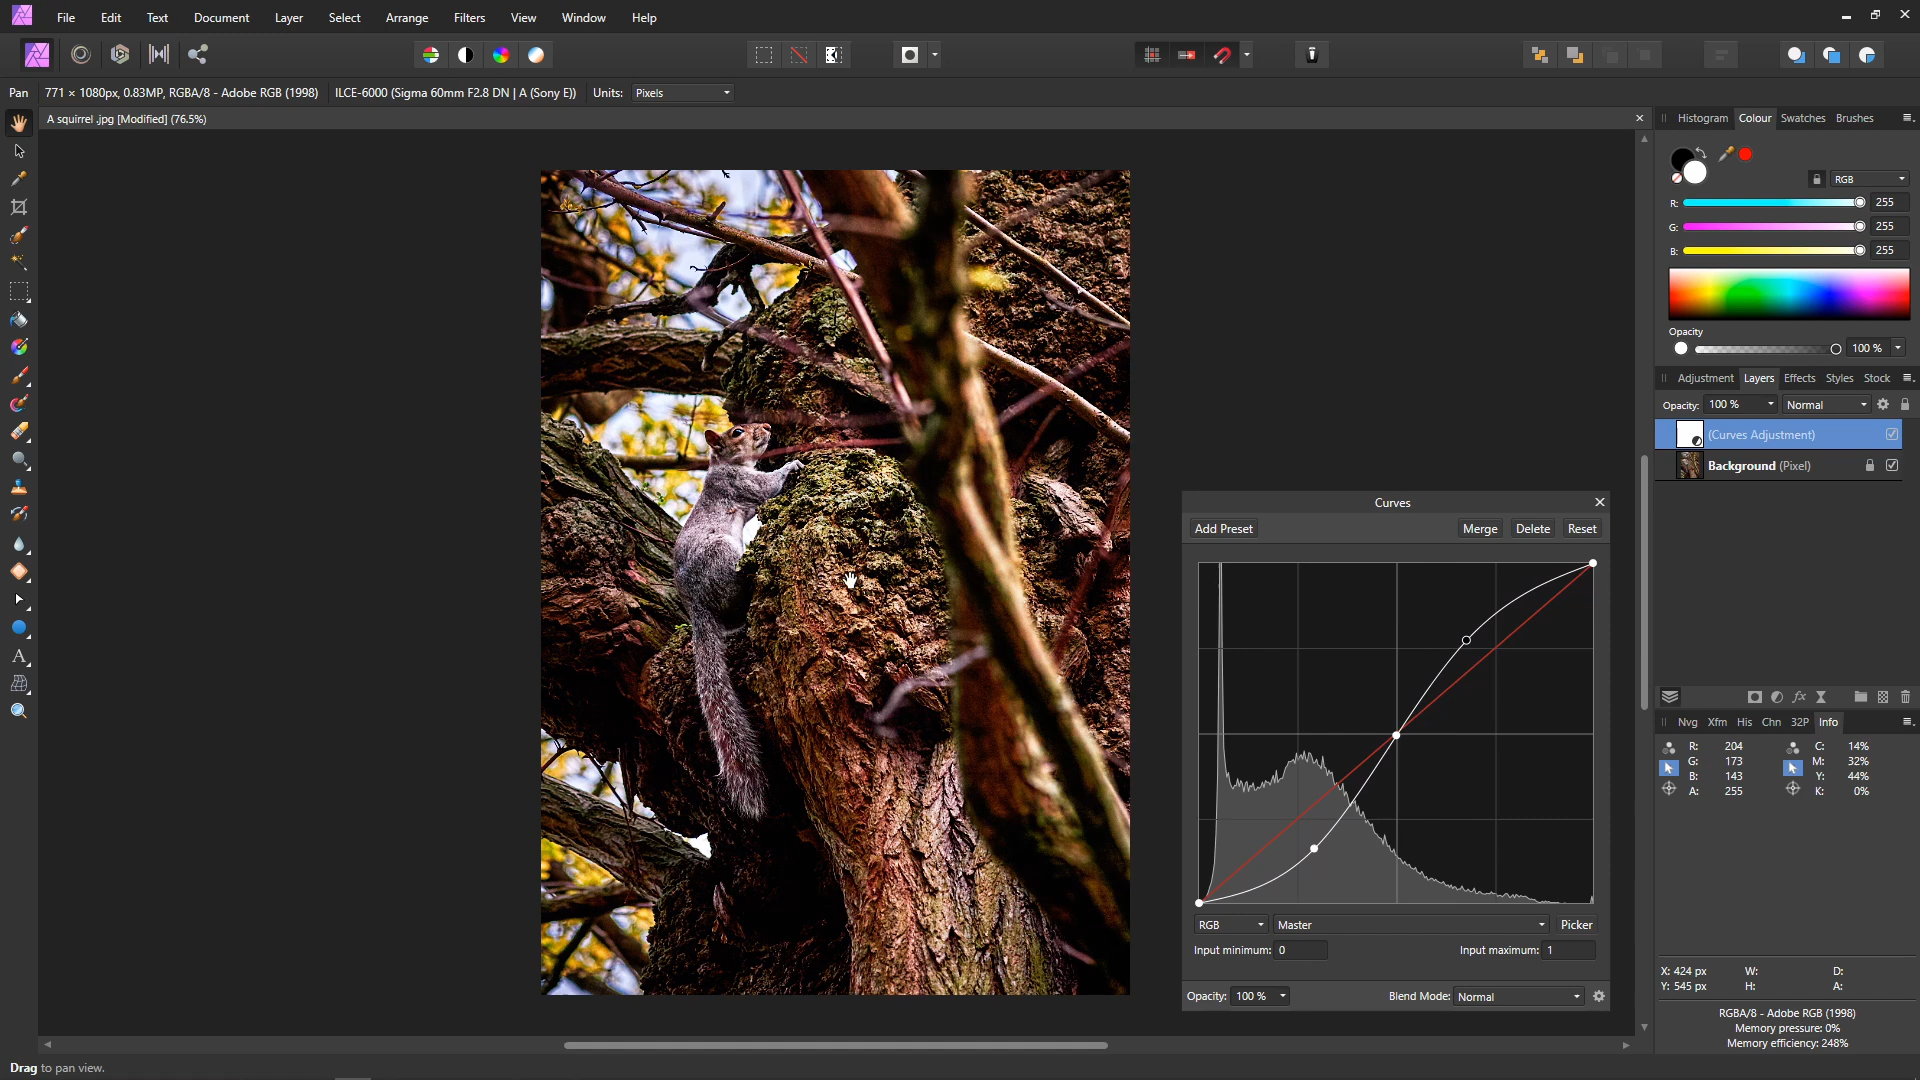 File Edit Text Document Layer Select Arrange Filters View Window Help
Pan 771 × 1080px, 0.83MP, RGBA/8 - Adobe RGB (1998) ILCE-6000 (Sigma 60mm F2.8 DN | A (Sony E)) Units: Pixels
A squirrel .jpg [Modified] (76.5%)
Histogram Colour Swatches Brushes
RGB
R: 255
G: 255
B: 255
Opacity
100 %
Adjustment Layers Effects Styles Stock
Opacity: 100 % Normal
(Curves Adjustment)
Background (Pixel)
Curves
Add Preset Merge Delete Reset
RGB Master Picker
Input minimum: 0 Input maximum: 1
Opacity: 100 % Blend Mode: Normal
fx
Nvg Xfm His Chn 32P Info
R: 204 C: 14%
G: 173 M: 32%
B: 143 Y: 44%
A: 255 K: 0%
X: 424 px W: D:
Y: 545 px H: A:
RGBA/8 - Adobe RGB (1998)
Memory pressure: 0%
Memory efficiency: 248%
Drag to pan view.